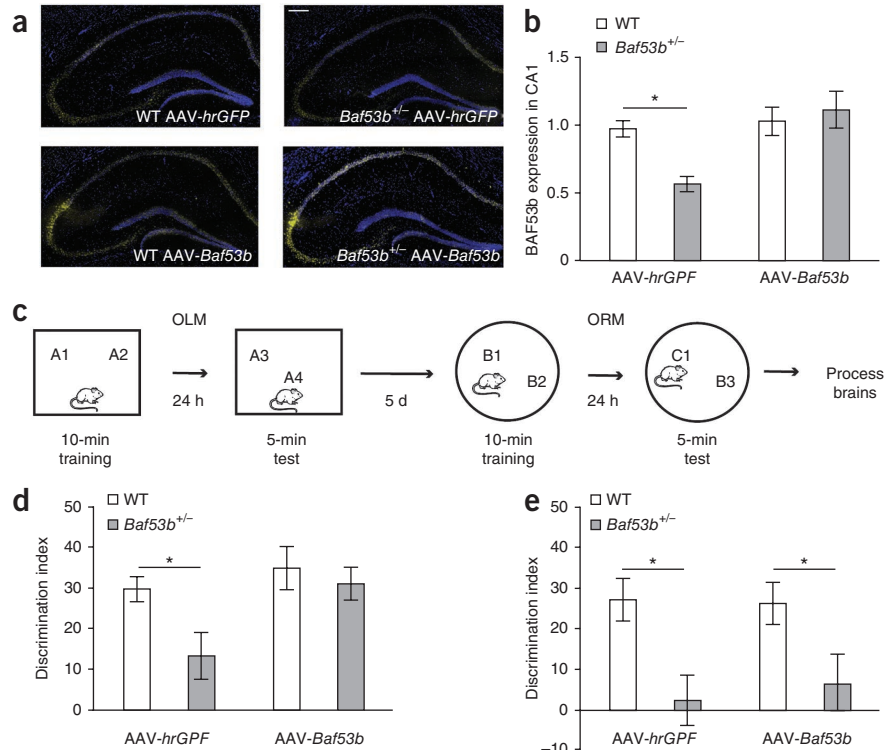 a
WT AAV-hrGFP
Baf53b+/– AAV-hrGFP
WT AAV-Baf53b
Baf53b+/– AAV-Baf53b
b
WT
Baf53b+/–
BAF53b expression in CA1
1.5
1.0
0.5
0
*
AAV-hrGPF
AAV-Baf53b
c
OLM
ORM
A1
A2
24 h
A3
A4
5 d
B1
B2
24 h
C1
B3
Process
brains
10-min
training
5-min
test
10-min
training
5-min
test
d
WT
Baf53b+/–
Discrimination index
50
40
30
20
10
0
*
AAV-hrGPF
AAV-Baf53b
e
WT
Baf53b+/–
Discrimination index
50
40
30
20
10
0
–10
*
*
AAV-hrGPF
AAV-Baf53b